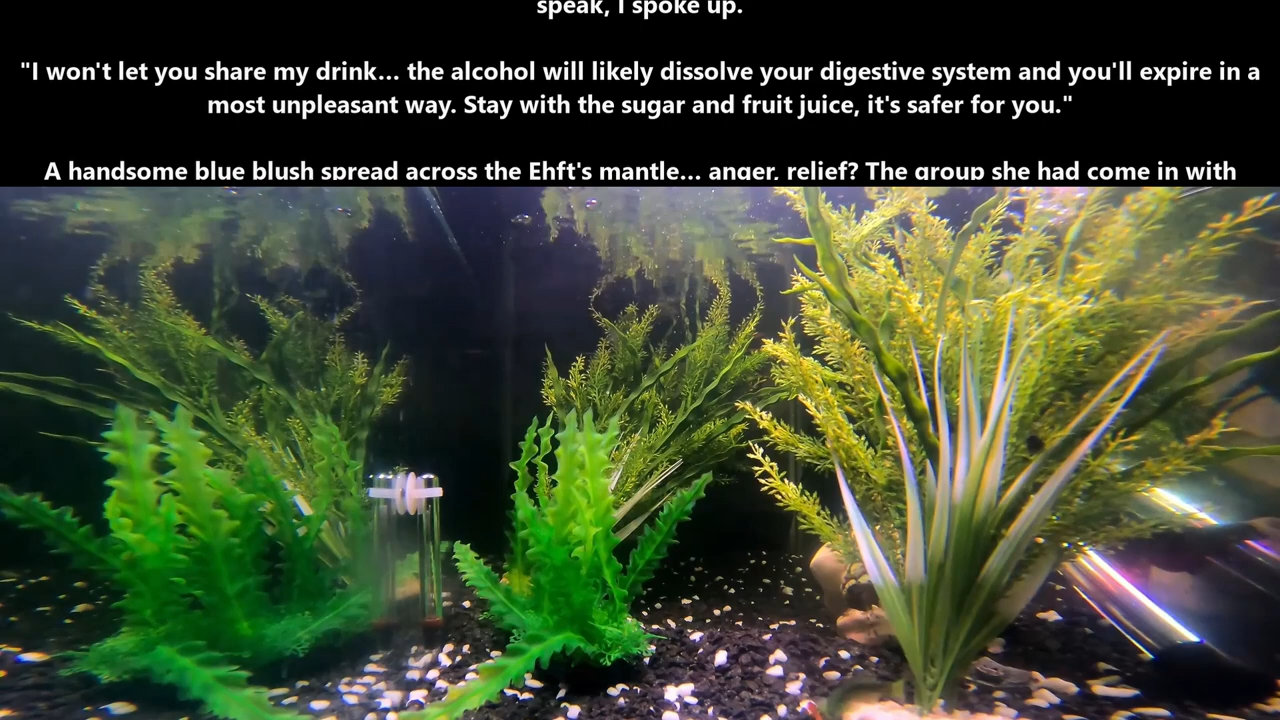 speak, I spoke up.
"I won't let you share my drink... the alcohol will likely dissolve your digestive system and you'll expire in a
most unpleasant way. Stay with the sugar and fruit juice, it's safer for you."
A handsome blue blush spread across the Ehft's mantle... anger, relief? The group she had come in with